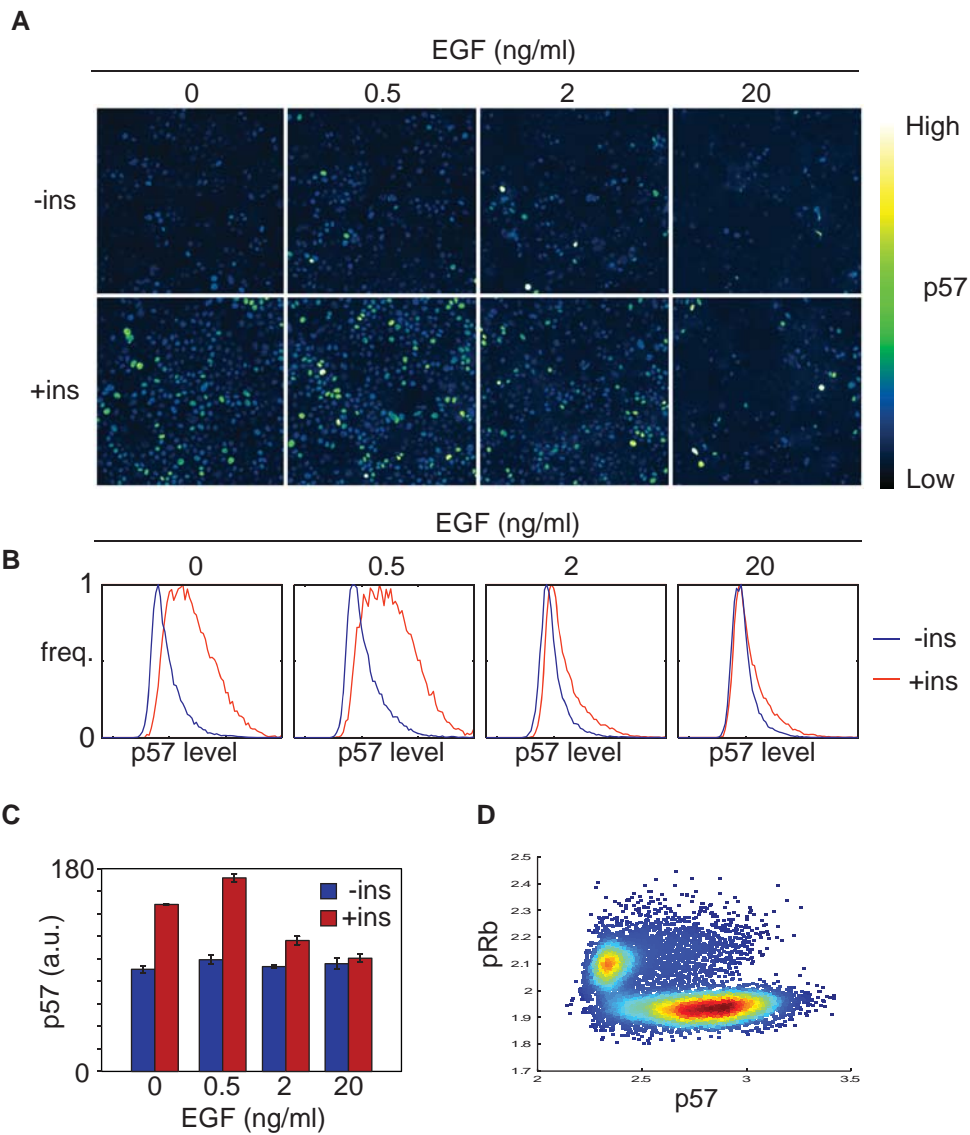 A
EGF (ng/ml)
0 0.5 2 20
-ins
+ins
High
p57
Low
EGF (ng/ml)
B
0 0.5 2 20
1
freq.
0
p57 level p57 level p57 level p57 level
-ins
+ins
C
180
p57 (a.u.)
0
-ins
+ins
0 0.5 2 20
EGF (ng/ml)
D
2.5
2.4
2.3
2.2
2.1
2
1.9
1.8
1.7
pRb
2 2.5 3 3.5
p57